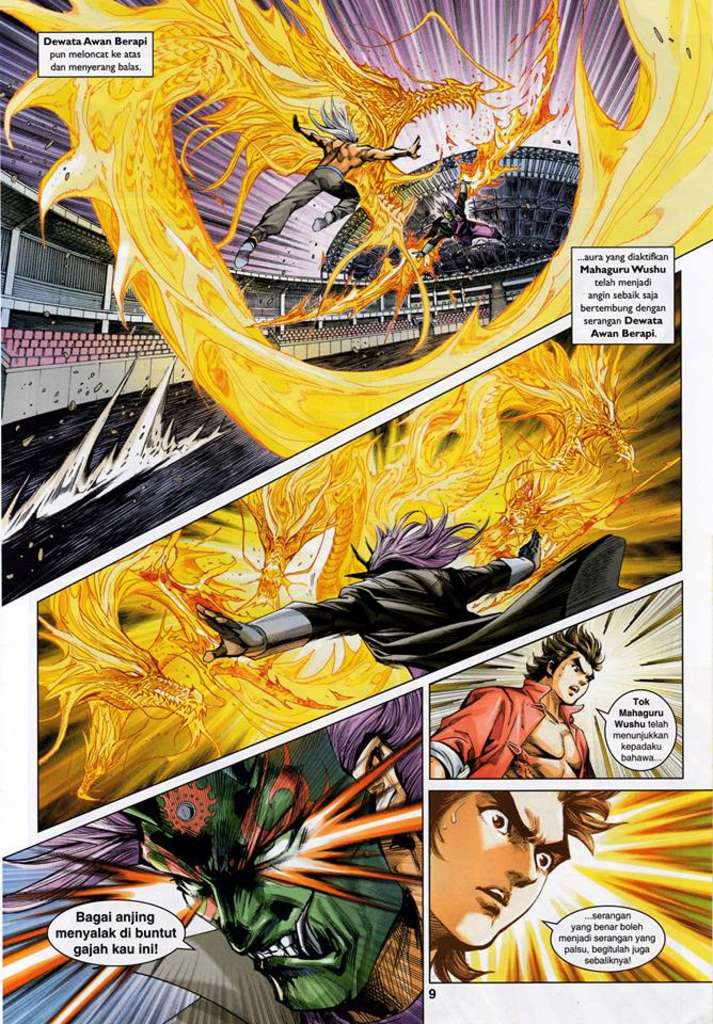 Dewata Awan Berapi
pun meloncat ke atas
dan menyerang balas.
...aura yang diaktifkan
Mahaguru Wushu
telah menjadi
angin sebaik saja
bertembung dengan
serangan Dewata
Awan Berapi.
Tok
Mahaguru
Wushu telah
menunjukkan
kepadaku
bahawa...
Bagai anjing
menyalak di buntut
gajah kau ini!
...serangan
yang benar boleh
menjadi serangan yang
palsu, begitulah juga
sebaliknya!
9